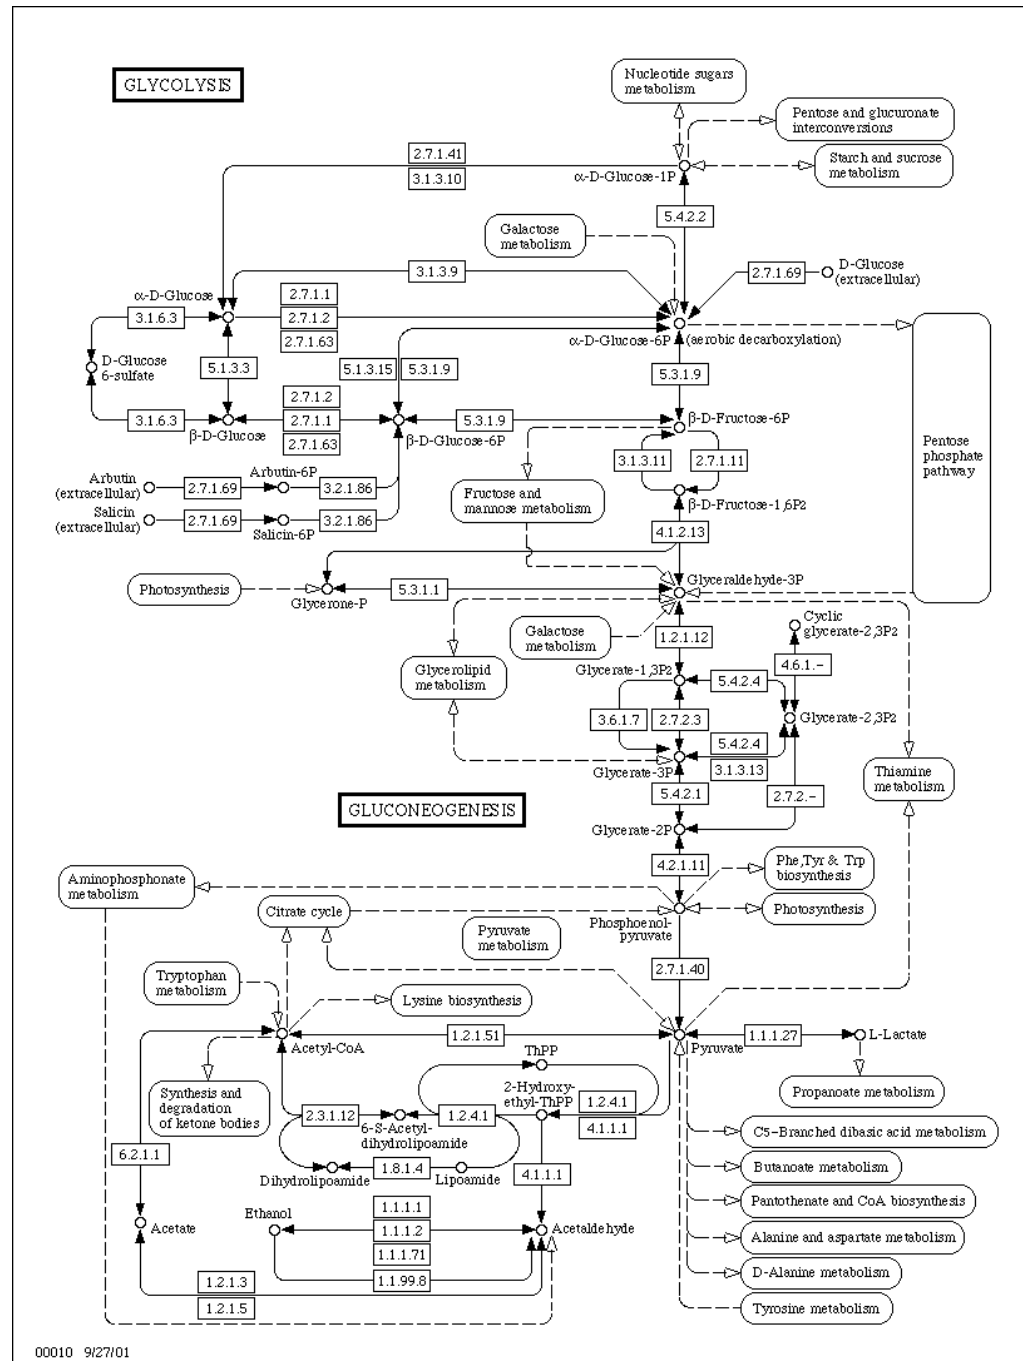 GLYCOLYSIS
Nucleotide sugars
metabolism
Pentose and glucuronate
interconversions
Starch and sucrose
metabolism
2.7.1.41
3.1.3.10
α-D-Glucose-1P
5.4.2.2
Galactose
metabolism
3.1.3.9
2.7.1.69
D-Glucose
(extracellular)
α-D-Glucose
3.1.6.3
2.7.1.1
2.7.1.2
2.7.1.63
α-D-Glucose-6P
(aerobic decarboxylation)
D-Glucose
6-sulfate
5.1.3.3
5.1.3.15
5.3.1.9
5.3.1.9
3.1.6.3
β-D-Glucose
2.7.1.2
2.7.1.1
2.7.1.63
β-D-Glucose-6P
5.3.1.9
β-D-Fructose-6P
Pentose
phosphate
pathway
3.1.3.11
2.7.1.11
Arbutin
(extracellular)
2.7.1.69
Arbutin-6P
3.2.1.86
Fructose and
mannose metabolism
β-D-Fructose-1,6P2
Salicin
(extracellular)
2.7.1.69
Salicin-6P
3.2.1.86
4.1.2.13
Photosynthesis
Glycerone-P
5.3.1.1
Glyceraldehyde-3P
Galactose
metabolism
1.2.1.12
Cyclic
glycerate-2,3P2
Glycerolipid
metabolism
Glycerate-1,3P2
5.4.2.4
4.6.1.-
3.6.1.7
2.7.2.3
Glycerate-2,3P2
5.4.2.4
3.1.3.13
Glycerate-3P
Thiamine
metabolism
GLUCONEOGENESIS
5.4.2.1
2.7.2.-
Glycerate-2P
4.2.1.11
Phe,Tyr & Trp
biosynthesis
Aminophosphonate
metabolism
Citrate cycle
Pyruvate
metabolism
Phosphoenol-
pyruvate
Photosynthesis
2.7.1.40
Tryptophan
metabolism
Lysine biosynthesis
Acetyl-CoA
1.2.1.51
Pyruvate
1.1.1.27
L-Lactate
ThPP
Synthesis and
degradation
of ketone bodies
2-Hydroxy-
ethyl-ThPP
1.2.4.1
4.1.1.1
Propanoate metabolism
2.3.1.12
6-S-Acetyl-
dihydrolipoamide
1.2.4.1
C5-Branched dibasic acid metabolism
6.2.1.1
Dihydrolipoamide
1.8.1.4
Lipoamide
4.1.1.1
Butanoate metabolism
Pantothenate and CoA biosynthesis
Acetate
Ethanol
1.1.1.1
1.1.1.2
1.1.1.71
1.1.99.8
Acetaldehyde
Alanine and aspartate metabolism
D-Alanine metabolism
1.2.1.3
1.2.1.5
Tyrosine metabolism
00010 9/27/01